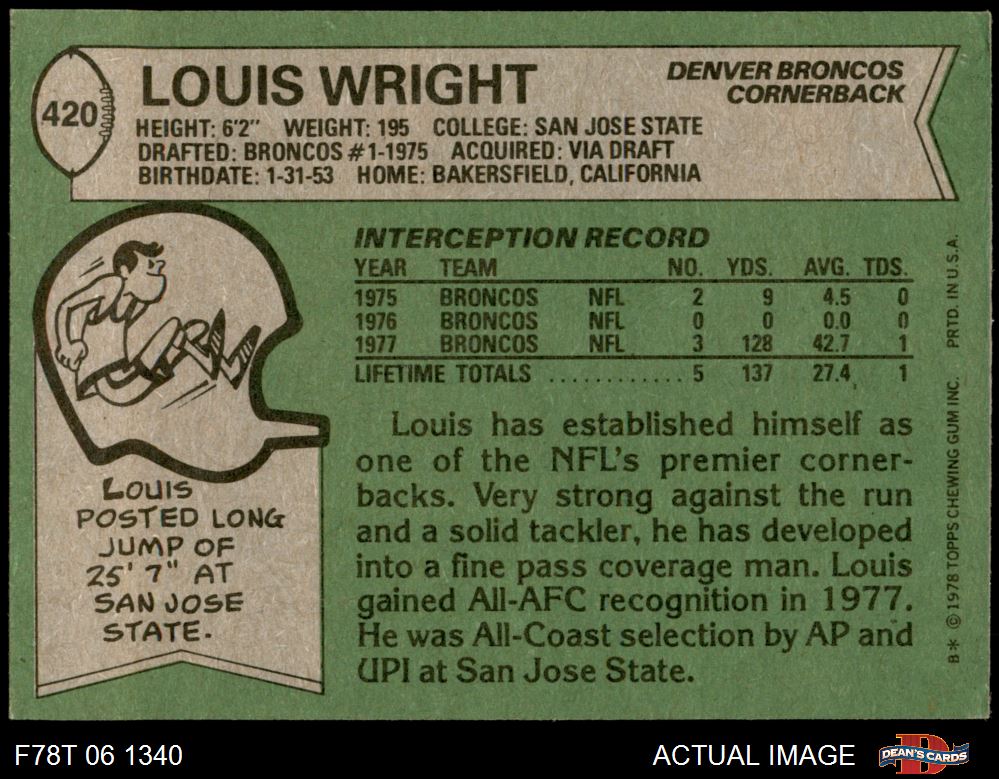 420
LOUIS WRIGHT
DENVER BRONCOS
CORNERBACK
HEIGHT: 6'2" WEIGHT: 195 COLLEGE: SAN JOSE STATE
DRAFTED: BRONCOS #1-1975 ACQUIRED: VIA DRAFT
BIRTHDATE: 1-31-53 HOME: BAKERSFIELD, CALIFORNIA
INTERCEPTION RECORD
YEAR TEAM NO. YDS. AVG. TDS.
1975 BRONCOS NFL 2 9 4.5 0
1976 BRONCOS NFL 0 0 0.0 0
1977 BRONCOS NFL 3 128 42.7 1
LIFETIME TOTALS ............ 5 137 27.4 1
Louis has established himself as
one of the NFL's premier corner-
backs. Very strong against the run
and a solid tackler, he has developed
into a fine pass coverage man. Louis
gained All-AFC recognition in 1977.
He was All-Coast selection by AP and
UPI at San Jose State.
LOUIS
POSTED LONG
JUMP OF
25' 7" AT
SAN JOSE
STATE.
B* © 1978 TOPPS CHEWING GUM INC. PRTD. IN U.S.A.
F78T 06 1340
ACTUAL IMAGE
DEAN'S CARDS